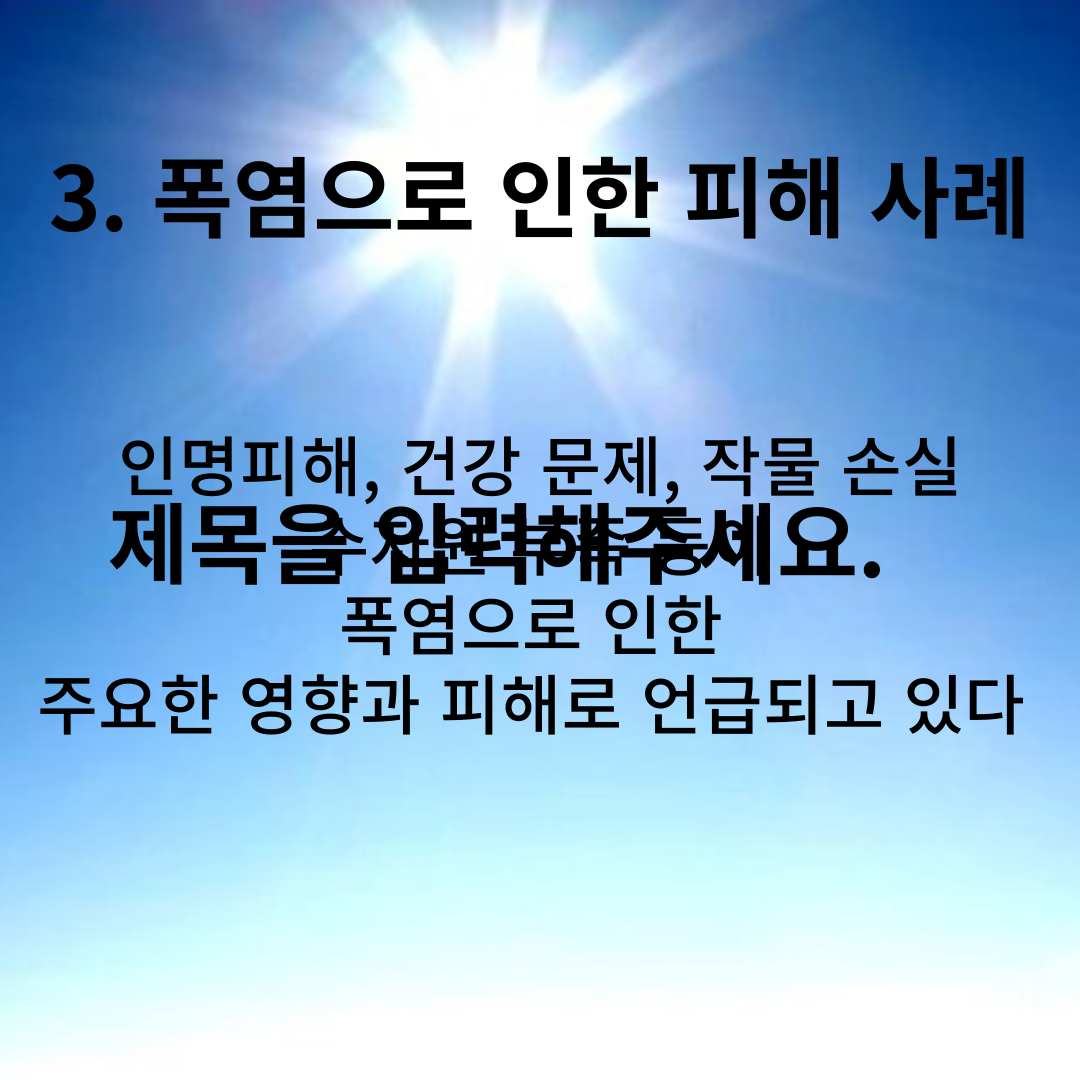 3. 폭염으로 인한 피해 사례
인명피해, 건강 문제, 작물 손실
제목을 입력해주세요.
폭염으로 인한
주요한 영향과 피해로 언급되고 있다